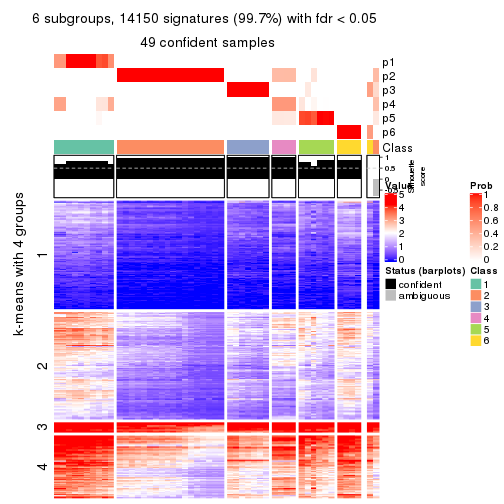 6 subgroups, 14150 signatures (99.7%) with fdr < 0.05
49 confident samples
p1
p2
p3
p4
p5
p6
Class
1
0.5
0
-0.5
Silhouette
score
k-means with 4 groups
1
2
3
4
Value
5
4
3
2
1
0
Prob
1
0.8
0.6
0.4
0.2
0
Status (barplots)
confident
ambiguous
Class
1
2
3
4
5
6